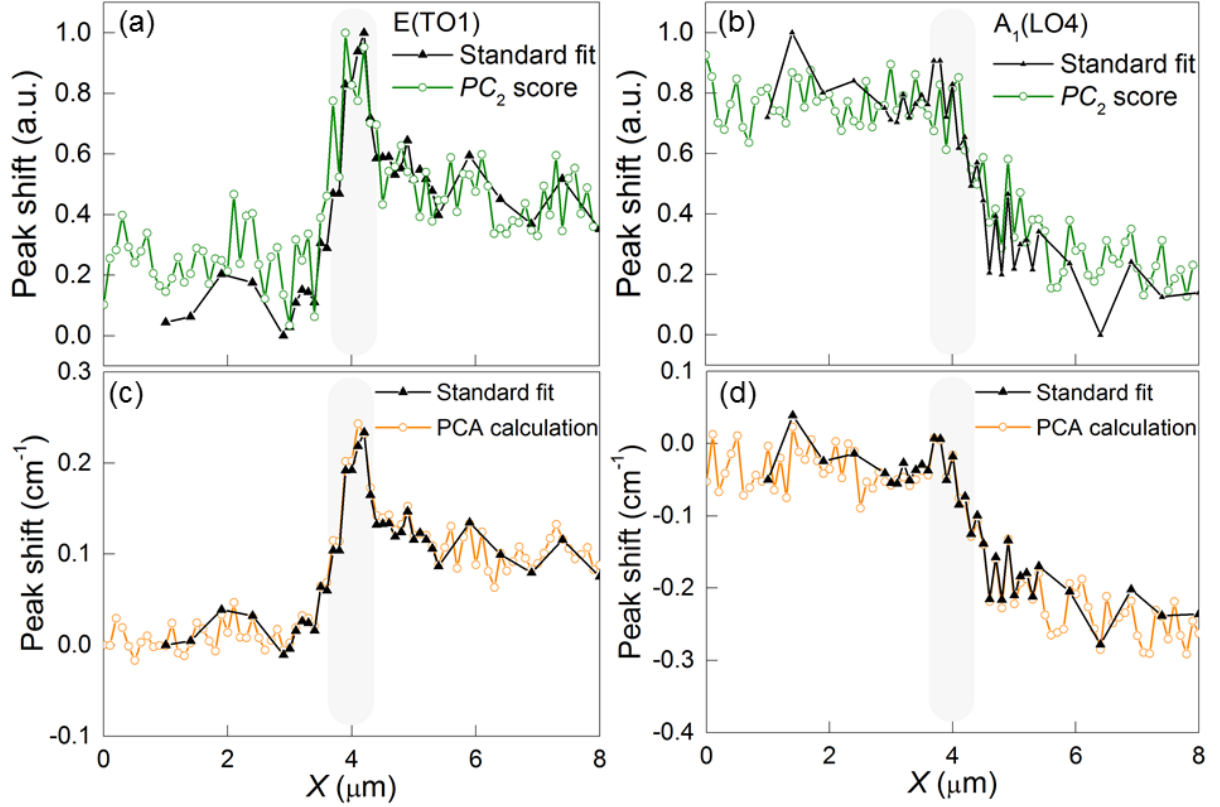 (a)
E(TO1)
Standard fit
PC₂ score
Peak shift (a.u.)
1.0
0.8
0.6
0.4
0.2
0.0
(b)
A₁(LO4)
Standard fit
PC₂ score
Peak shift (a.u.)
1.0
0.8
0.6
0.4
0.2
0.0
(c)
Standard fit
PCA calculation
Peak shift (cm⁻¹)
0.3
0.2
0.1
0.0
-0.1
0
2
4
6
8
X (μm)
(d)
Standard fit
PCA calculation
Peak shift (cm⁻¹)
0.1
0.0
-0.1
-0.2
-0.3
-0.4
0
2
4
6
8
X (μm)